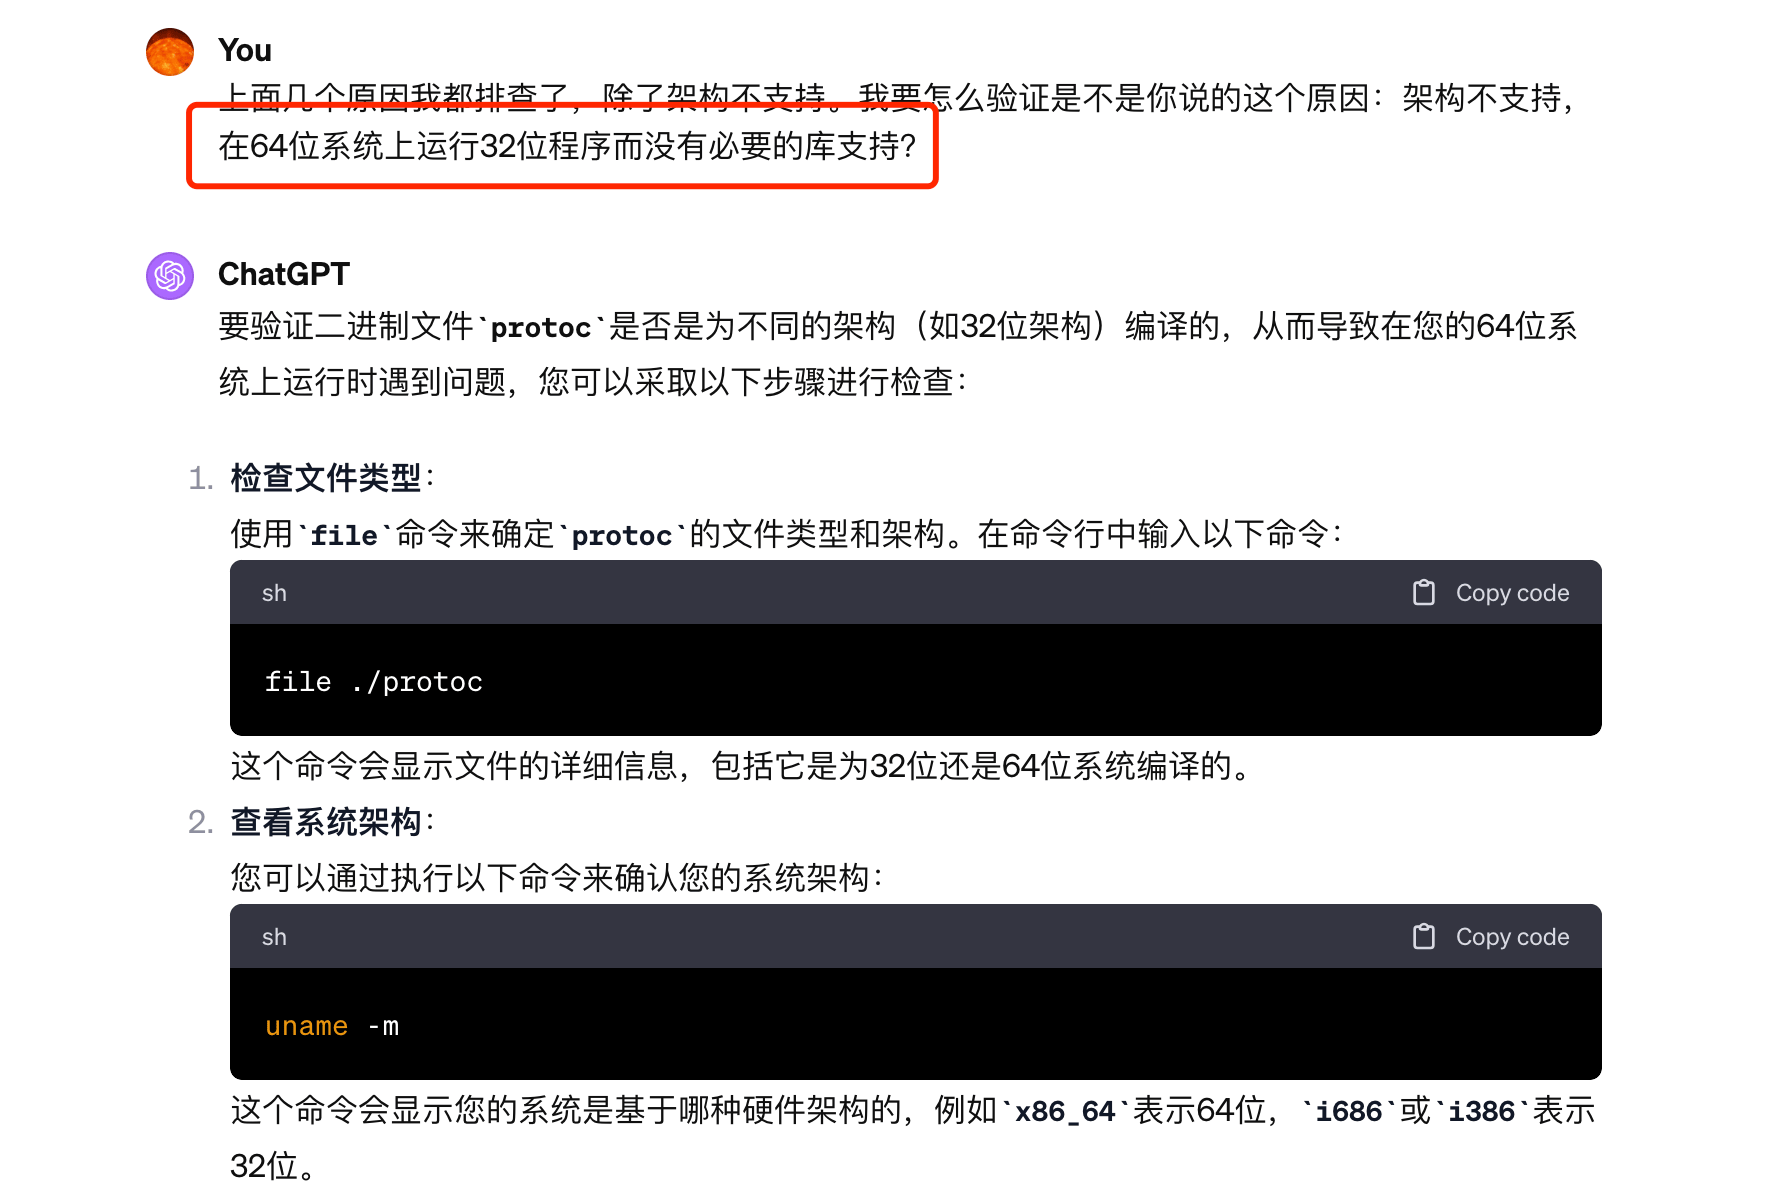 You
上面几个原因我都排查了，除了架构不支持。我要怎么验证是不是你说的这个原因：架构不支持，
在64位系统上运行32位程序而没有必要的库支持?
ChatGPT
要验证二进制文件`protoc`是否是为不同的架构（如32位架构）编译的，从而导致在您的64位系
统上运行时遇到问题，您可以采取以下步骤进行检查：
1. 检查文件类型：
使用`file`命令来确定`protoc`的文件类型和架构。在命令行中输入以下命令：
sh Copy code
file ./protoc
这个命令会显示文件的详细信息，包括它是为32位还是64位系统编译的。
2. 查看系统架构：
您可以通过执行以下命令来确认您的系统架构：
sh Copy code
uname -m
这个命令会显示您的系统是基于哪种硬件架构的，例如`x86_64`表示64位，`i686`或`i386`表示
32位。